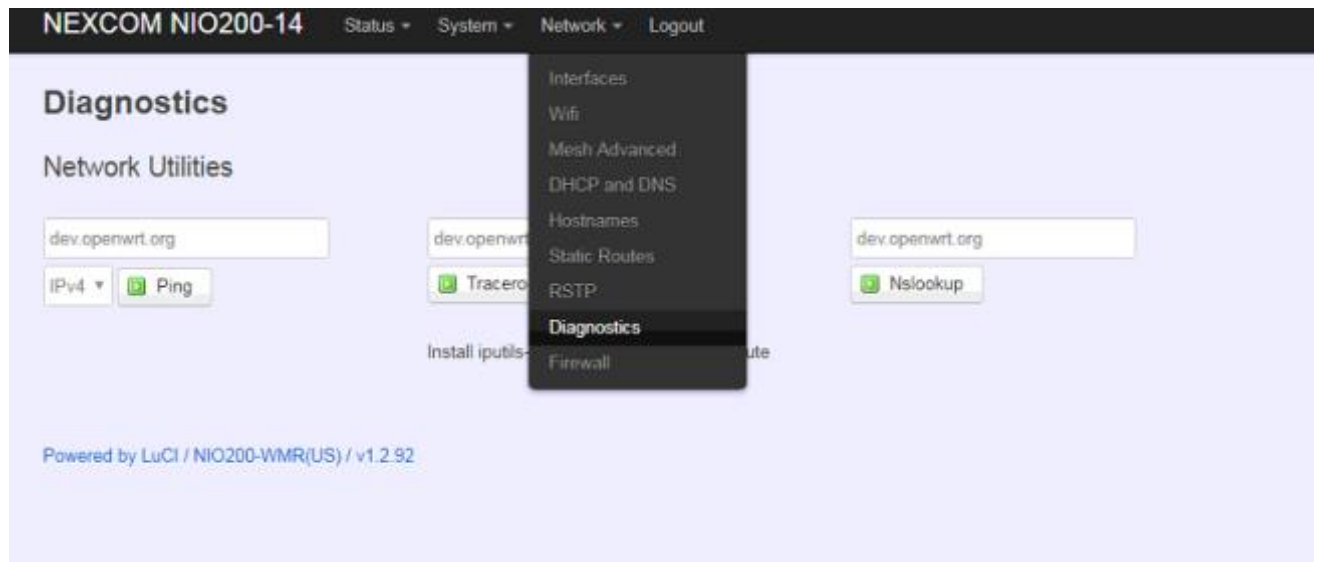 NEXCOM NIO200-14 Status System Network Logout
Interfaces
Wifi
Mesh Advanced
DHCP and DNS
Hostnames
Static Routes
RSTP
Diagnostics
Firewall
Diagnostics
Network Utilities
dev.openwrt.org
IPv4 Ping
dev.openwrt
Tracero
Install iputils- ute
dev.openwrt.org
Nslookup
Powered by LuCI / NIO200-WMR(US) / v1.2.92